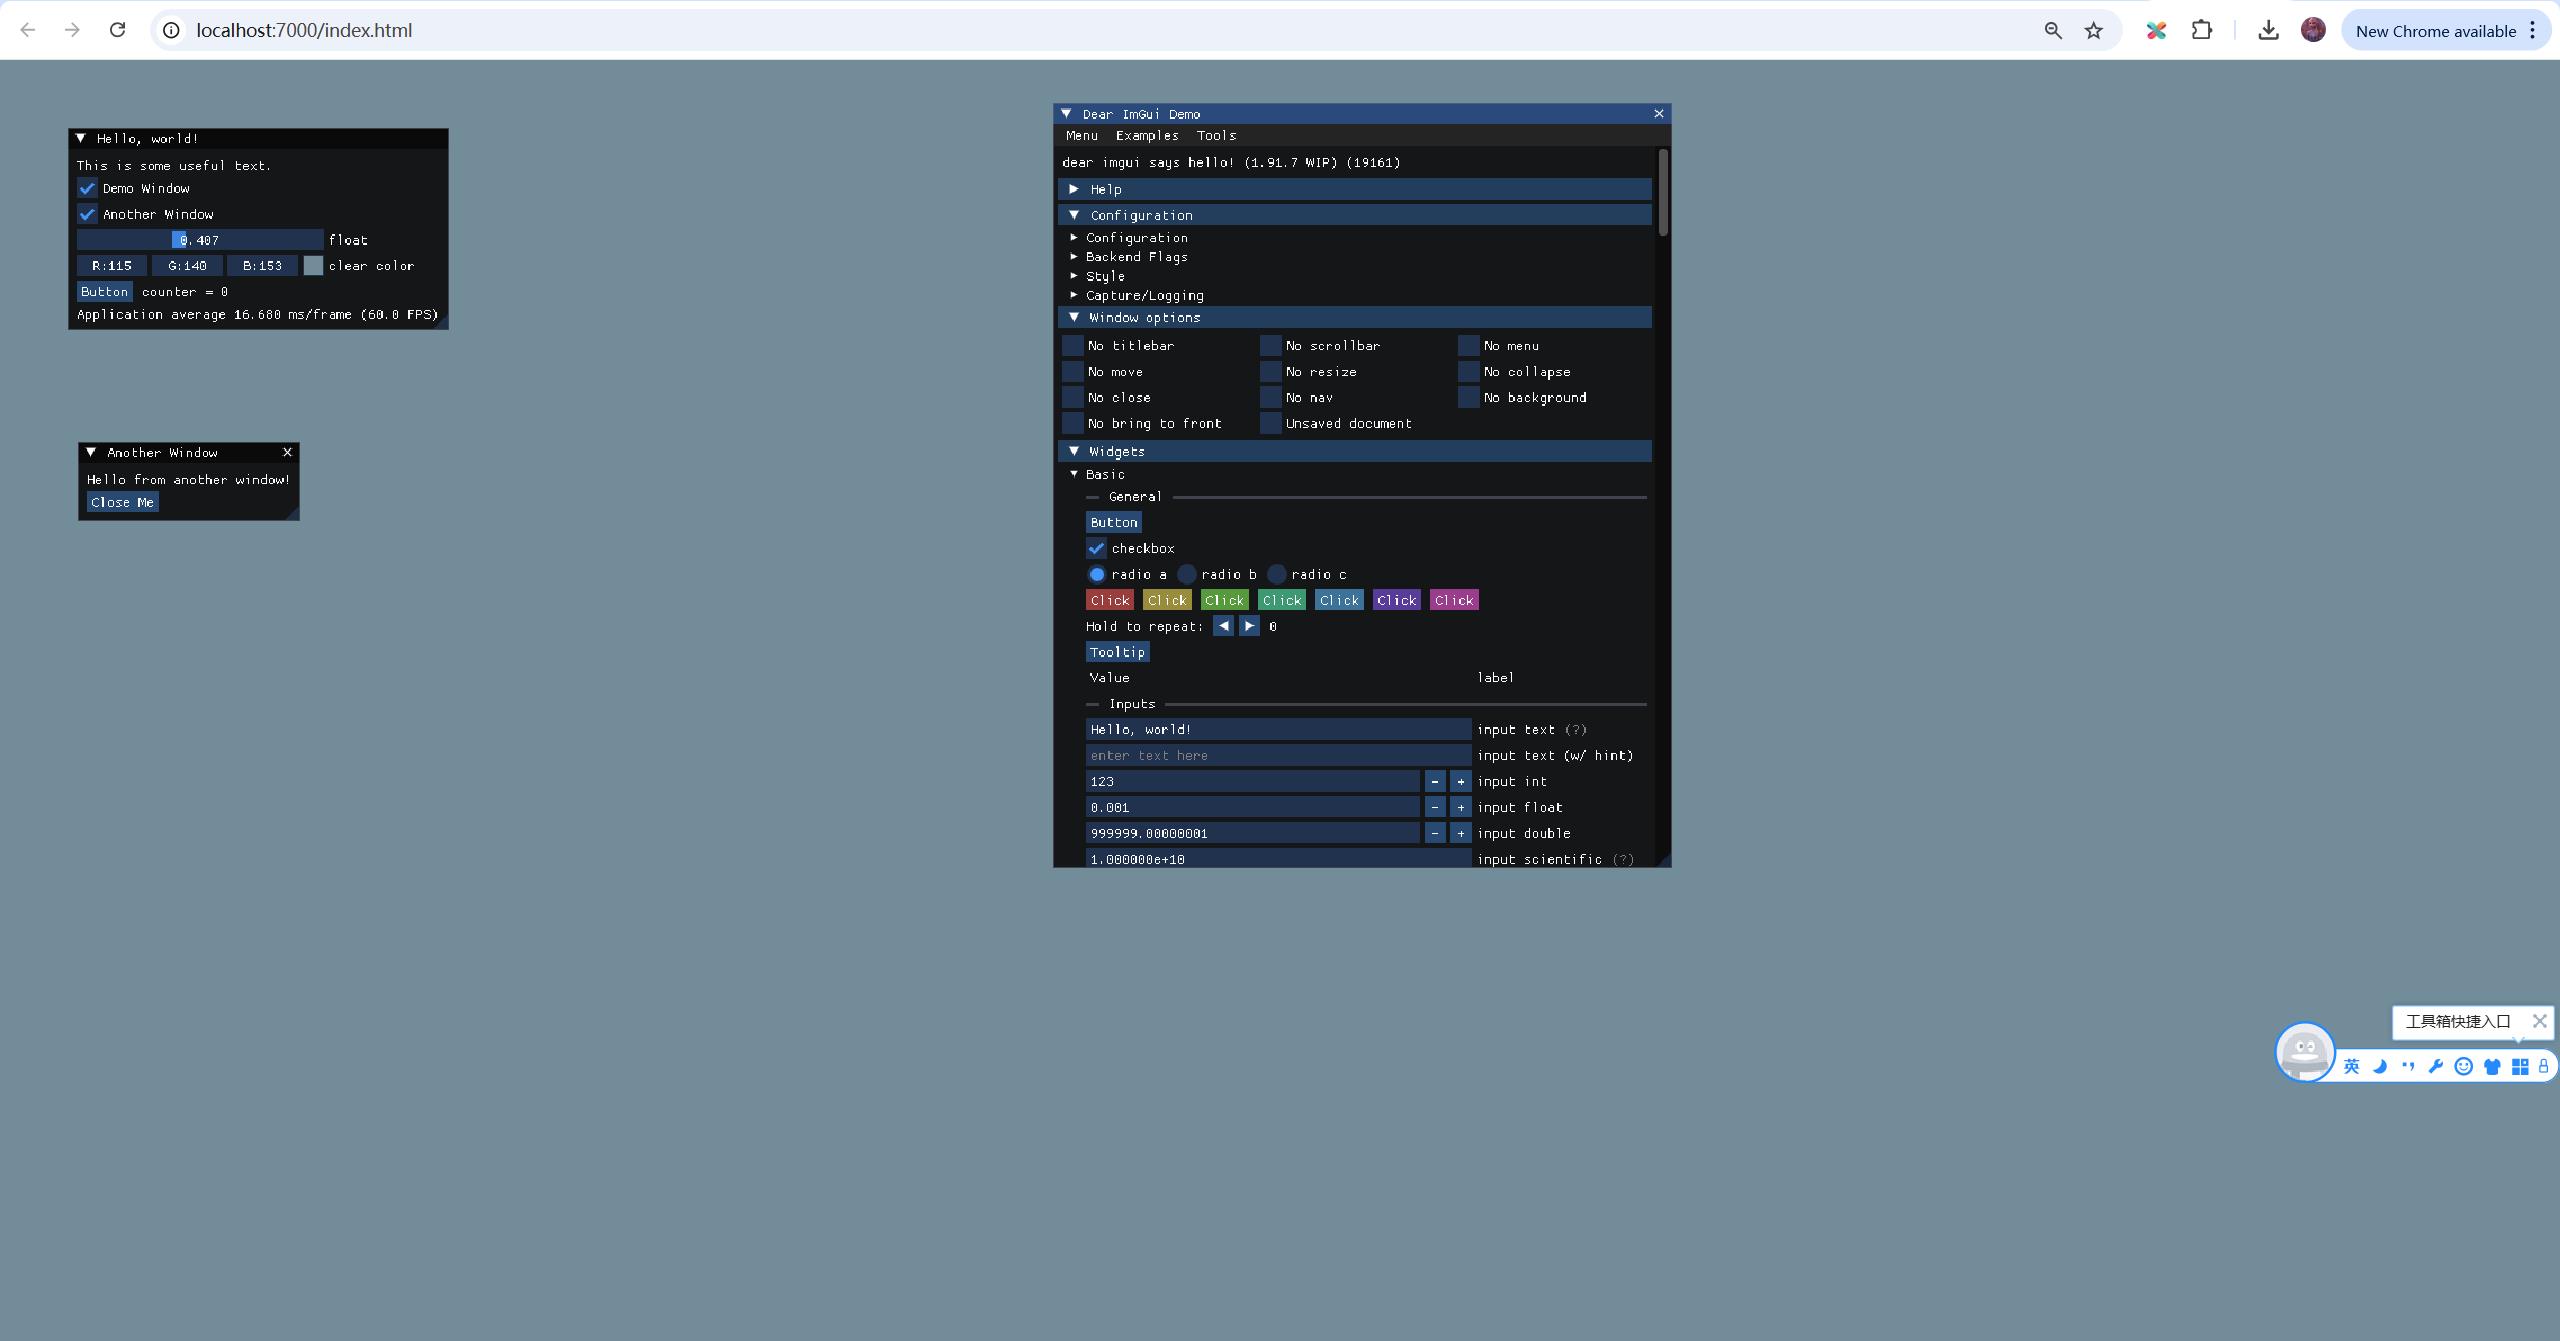 localhost:7000/index.html
New Chrome available
Hello, world!
This is some useful text.
Demo Window
Another Window
0.407 float
R:115 G:140 B:153 clear color
Button counter = 0
Application average 16.680 ms/frame (60.0 FPS)
Another Window
Hello from another window!
Close Me
Dear ImGui Demo
Menu Examples Tools
dear imgui says hello! (1.91.7 WIP) (19161)
Help
Configuration
Configuration
Backend Flags
Style
Capture/Logging
Window options
No titlebar No scrollbar No menu
No move No resize No collapse
No close No nav No background
No bring to front Unsaved document
Widgets
Basic
General
Button
checkbox
radio a radio b radio c
Click Click Click Click Click Click Click
Hold to repeat: 0
Tooltip
Value label
Inputs
Hello, world! input text (?)
enter text here input text (w/ hint)
123 - + input int
0.001 - + input float
999999.00000001 - + input double
1.000000e+10 input scientific (?)
工具箱快捷入口
英